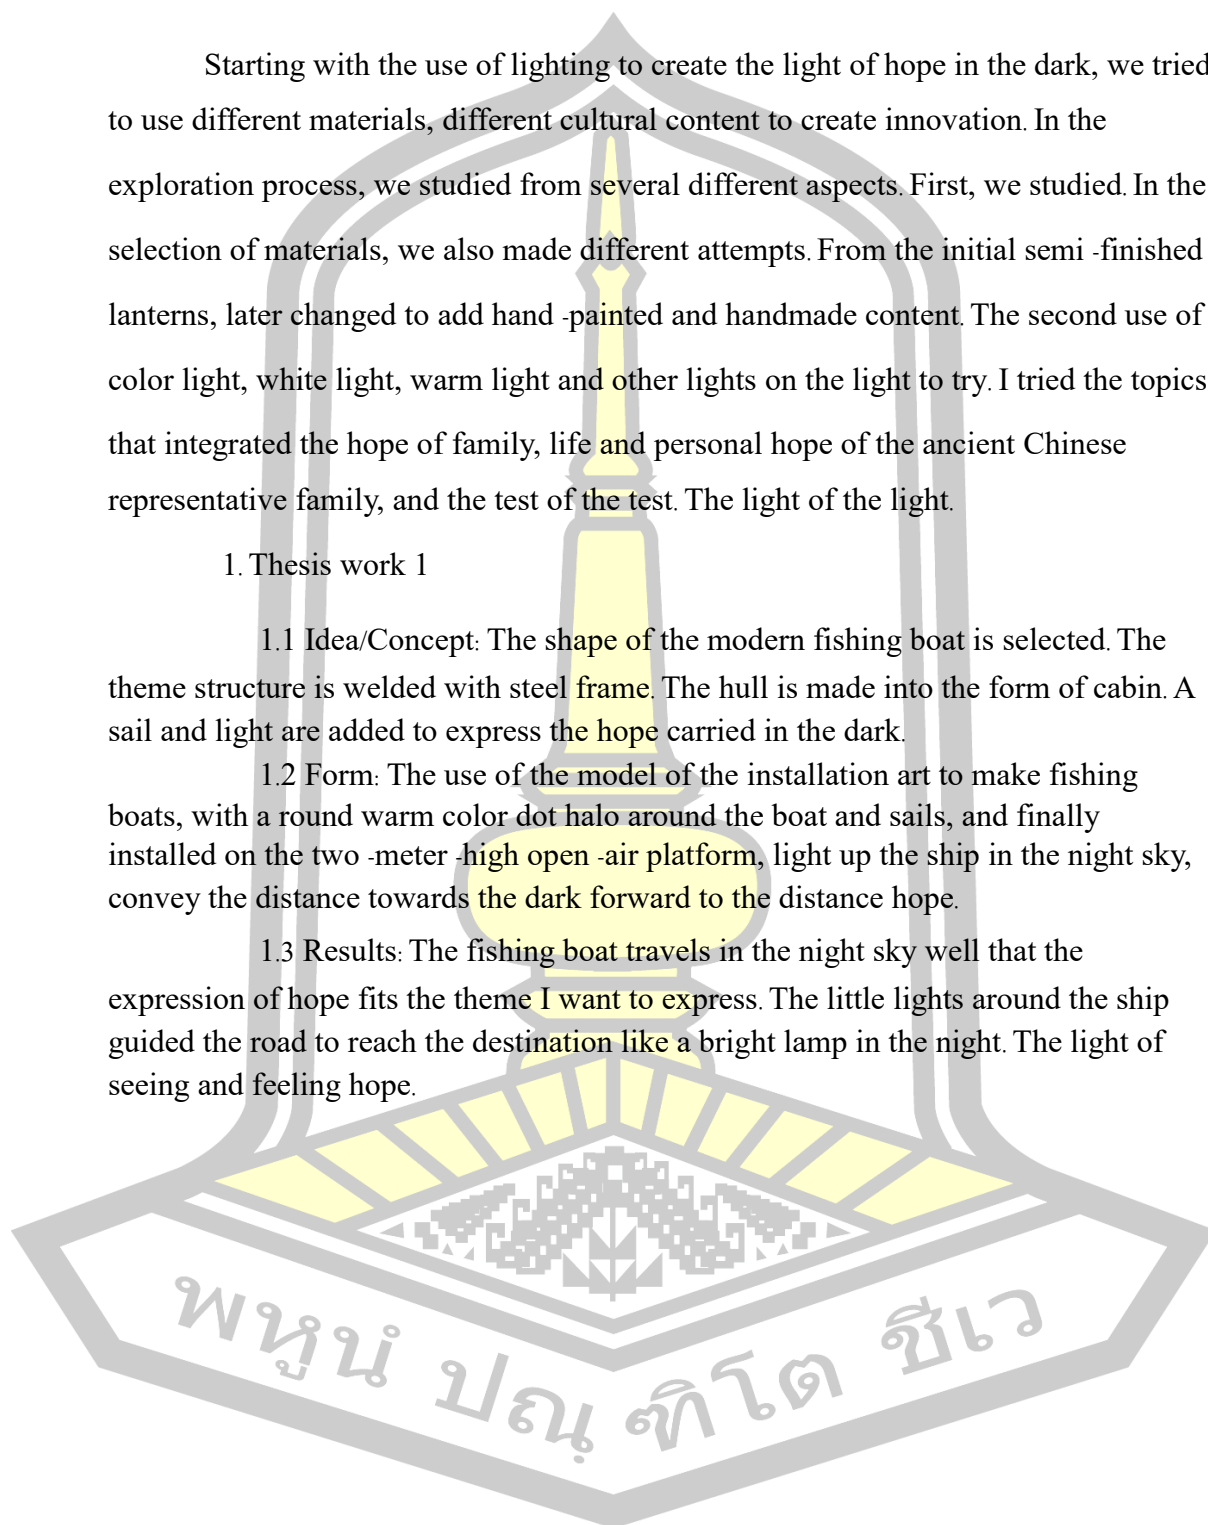 Starting with the use of lighting to create the light of hope in the dark, we tried
to use different materials, different cultural content to create innovation. In the
exploration process, we studied from several different aspects. First, we studied. In the
selection of materials, we also made different attempts. From the initial semi -finished
lanterns, later changed to add hand -painted and handmade content. The second use of
color light, white light, warm light and other lights on the light to try. I tried the topics
that integrated the hope of family, life and personal hope of the ancient Chinese
representative family, and the test of the test. The light of the light.
1. Thesis work 1
1.1 Idea/Concept: The shape of the modern fishing boat is selected. The
theme structure is welded with steel frame. The hull is made into the form of cabin. A
sail and light are added to express the hope carried in the dark.
1.2 Form: The use of the model of the installation art to make fishing
boats, with a round warm color dot halo around the boat and sails, and finally
installed on the two -meter -high open -air platform, light up the ship in the night sky,
convey the distance towards the dark forward to the distance hope.
1.3 Results: The fishing boat travels in the night sky well that the
expression of hope fits the theme I want to express. The little lights around the ship
guided the road to reach the destination like a bright lamp in the night. The light of
seeing and feeling hope.
พหูนํ ปณฺฑิโต ชีเว